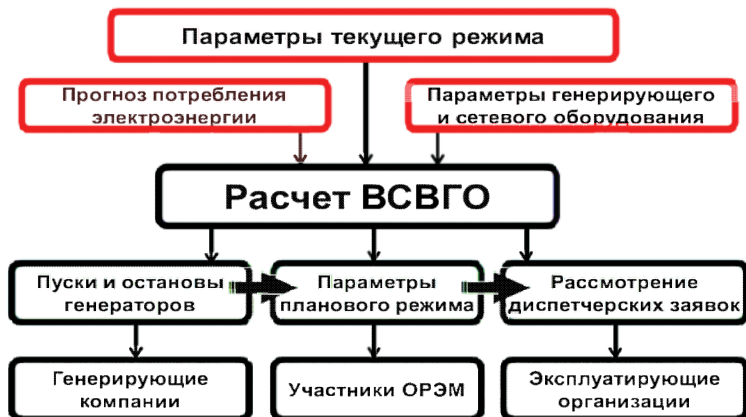 Параметры текущего режима
Прогноз потребления
электроэнергии
Параметры генерирующего
и сетевого оборудования
Расчет ВСВГО
Пуски и остановы
генераторов
Параметры
планового режима
Рассмотрение
диспетчерских заявок
Генерирующие
компании
Участники ОРЭМ
Эксплуатирующие
организации